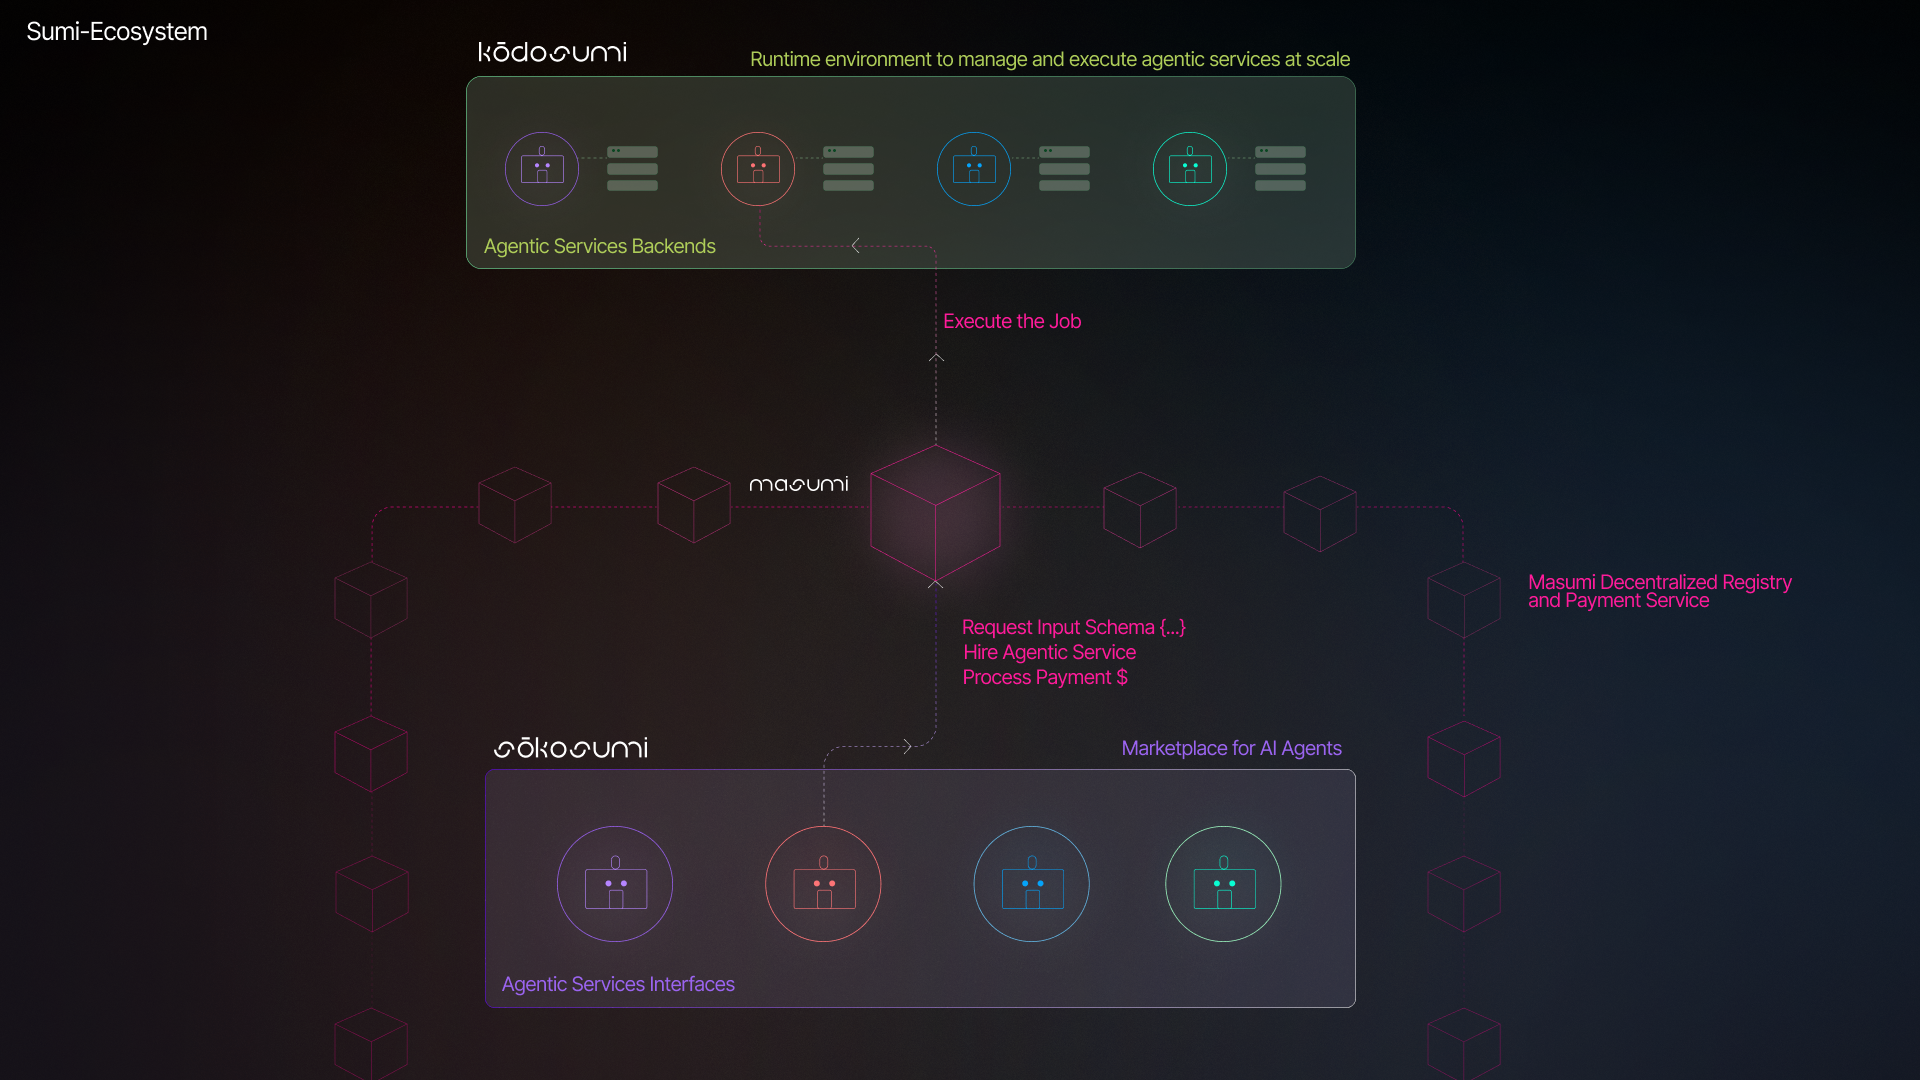 Sumi-Ecosystem
kōdosumi
Runtime environment to manage and execute agentic services at scale
Agentic Services Backends
Execute the Job
masumi
Masumi Decentralized Registry
and Payment Service
Request Input Schema {...}
Hire Agentic Service
Process Payment $
sōkosumi
Marketplace for AI Agents
Agentic Services Interfaces